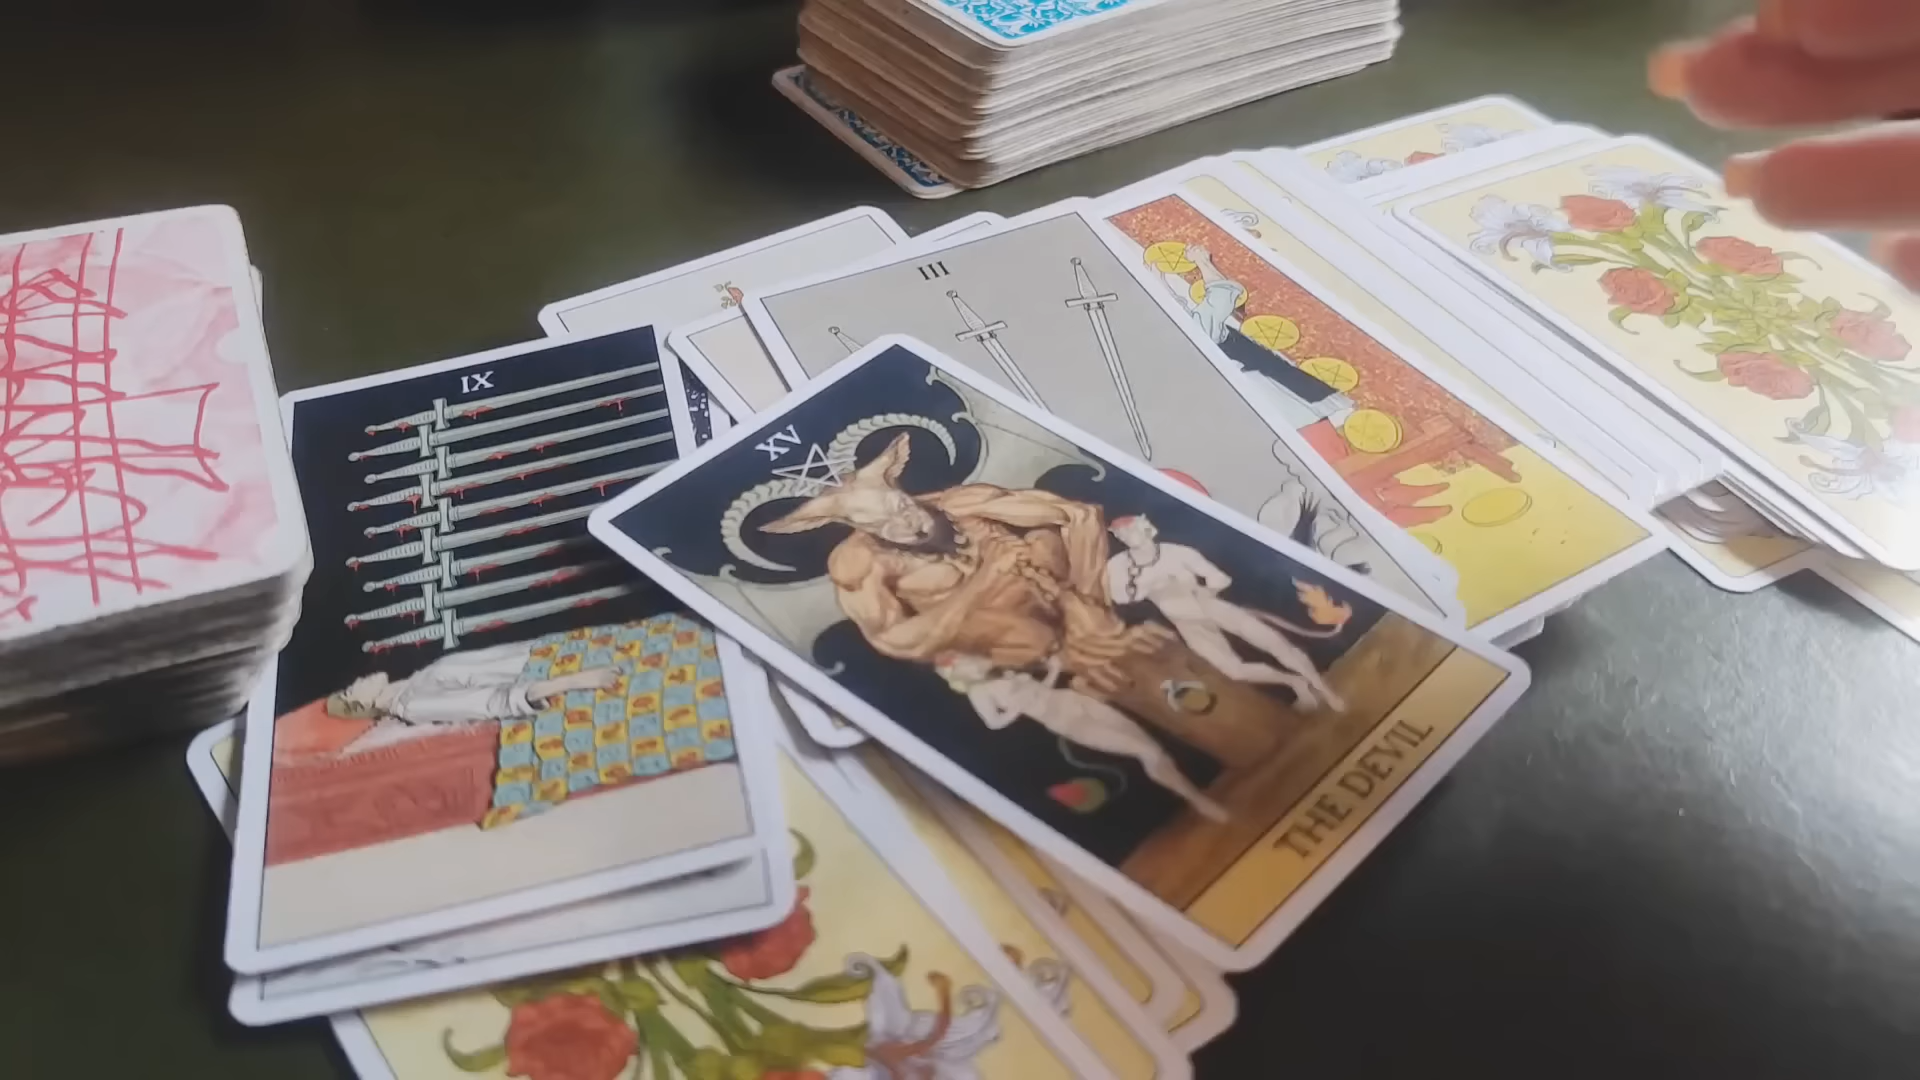 III
IX
XV
THE DEVIL